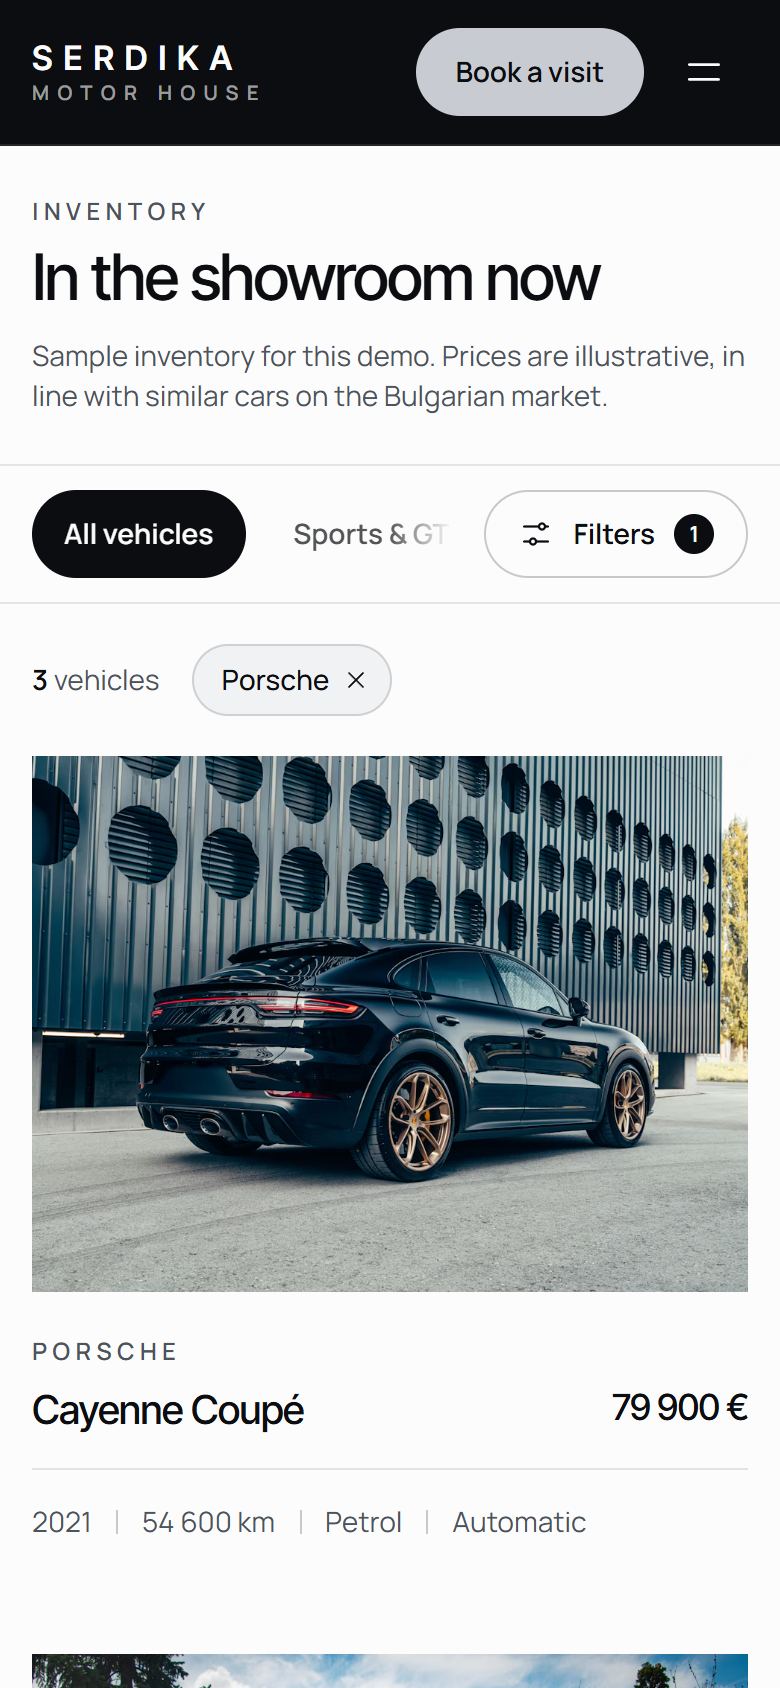 SERDIKA
MOTOR HOUSE
Book a visit
INVENTORY
In the showroom now
Sample inventory for this demo. Prices are illustrative, in
line with similar cars on the Bulgarian market.
All vehicles
Sports & GT
Filters 1
3 vehicles
Porsche
PORSCHE
Cayenne Coupé
79 900 €
2021 | 54 600 km | Petrol | Automatic